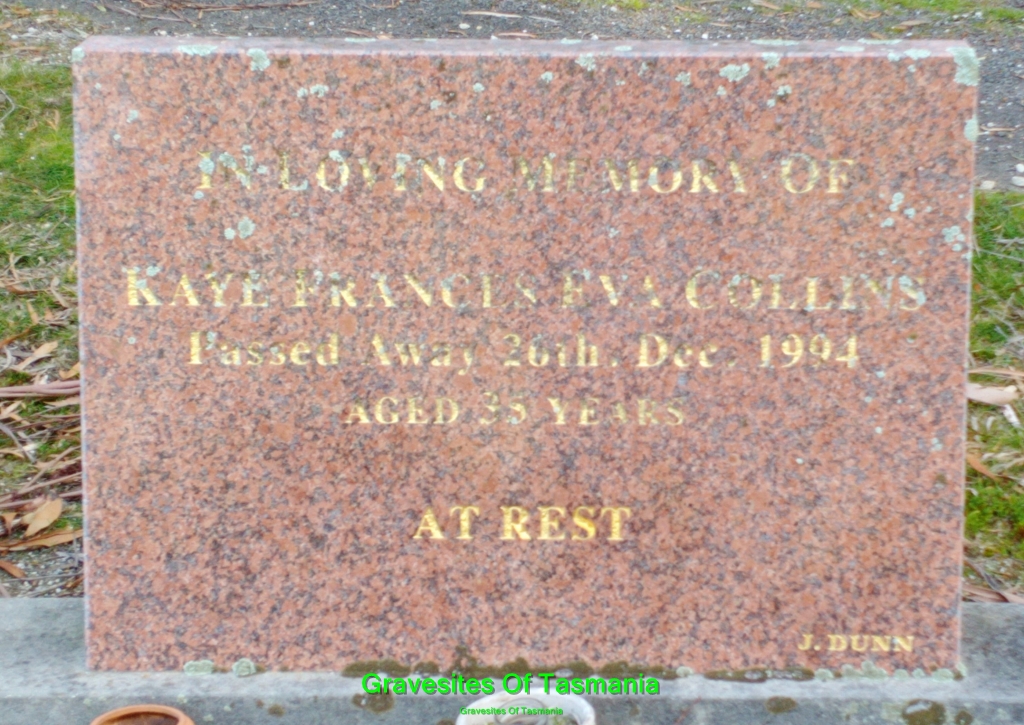 IN LOVING MEMORY OF
KAYE FRANCES EVA COLLINS
Passed Away 26th. Dec. 1994
AGED 35 YEARS
AT REST
J. DUNN
Gravesites Of Tasmania
Gravesites Of Tasmania